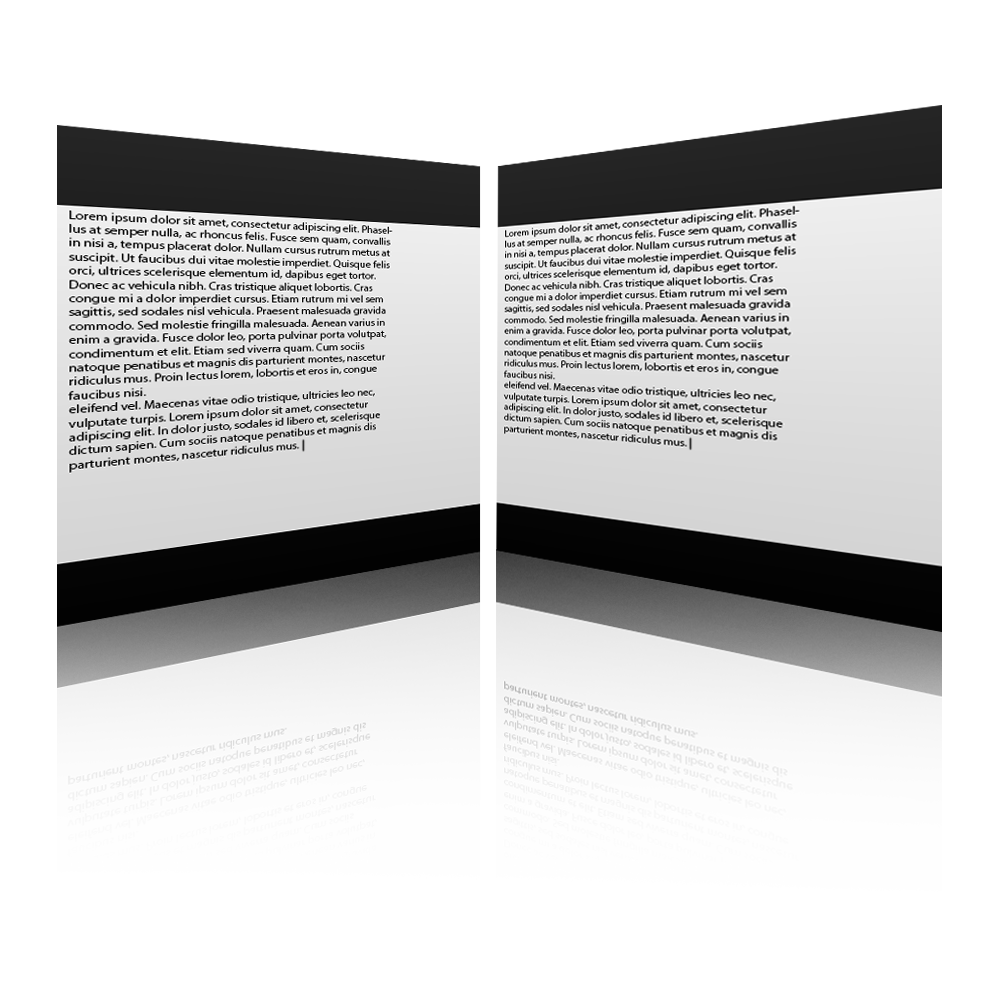 Lorem ipsum dolor sit amet, consectetur adipiscing elit. Phasel-
lus at semper nulla, ac rhoncus felis. Fusce sem quam, convallis
in nisi a, tempus placerat dolor. Nullam cursus rutrum metus at
suscipit. Ut faucibus dui vitae molestie imperdiet. Quisque felis
orci, ultrices scelerisque elementum id, dapibus eget tortor.
Donec ac vehicula nibh. Cras tristique aliquet lobortis. Cras
congue mi a dolor imperdiet cursus. Etiam rutrum mi vel sem
sagittis, sed sodales nisl vehicula. Praesent malesuada gravida
commodo. Sed molestie fringilla malesuada. Aenean varius in
enim a gravida. Fusce dolor leo, porta pulvinar porta volutpat,
condimentum et elit. Etiam sed viverra quam. Cum sociis
natoque penatibus et magnis dis parturient montes, nascetur
ridiculus mus. Proin lectus lorem, lobortis et eros in, congue
faucibus nisi.
eleifend vel. Maecenas vitae odio tristique, ultricies leo nec,
vulputate turpis. Lorem ipsum dolor sit amet, consectetur
adipiscing elit. In dolor justo, sodales id libero et, scelerisque
dictum sapien. Cum sociis natoque penatibus et magnis dis
parturient montes, nascetur ridiculus mus.
Lorem ipsum dolor sit amet, consectetur adipiscing elit. Phasel-
lus at semper nulla, ac rhoncus felis. Fusce sem quam, convallis
in nisi a, tempus placerat dolor. Nullam cursus rutrum metus at
suscipit. Ut faucibus dui vitae molestie imperdiet. Quisque felis
orci, ultrices scelerisque elementum id, dapibus eget tortor.
Donec ac vehicula nibh. Cras tristique aliquet lobortis. Cras
congue mi a dolor imperdiet cursus. Etiam rutrum mi vel sem
sagittis, sed sodales nisl vehicula. Praesent malesuada gravida
commodo. Sed molestie fringilla malesuada. Aenean varius in
enim a gravida. Fusce dolor leo, porta pulvinar porta volutpat,
condimentum et elit. Etiam sed viverra quam. Cum sociis
natoque penatibus et magnis dis parturient montes, nascetur
ridiculus mus. Proin lectus lorem, lobortis et eros in, congue
faucibus nisi.
eleifend vel. Maecenas vitae odio tristique, ultricies leo nec,
vulputate turpis. Lorem ipsum dolor sit amet, consectetur
adipiscing elit. In dolor justo, sodales id libero et, scelerisque
dictum sapien. Cum sociis natoque penatibus et magnis dis
parturient montes, nascetur ridiculus mus.